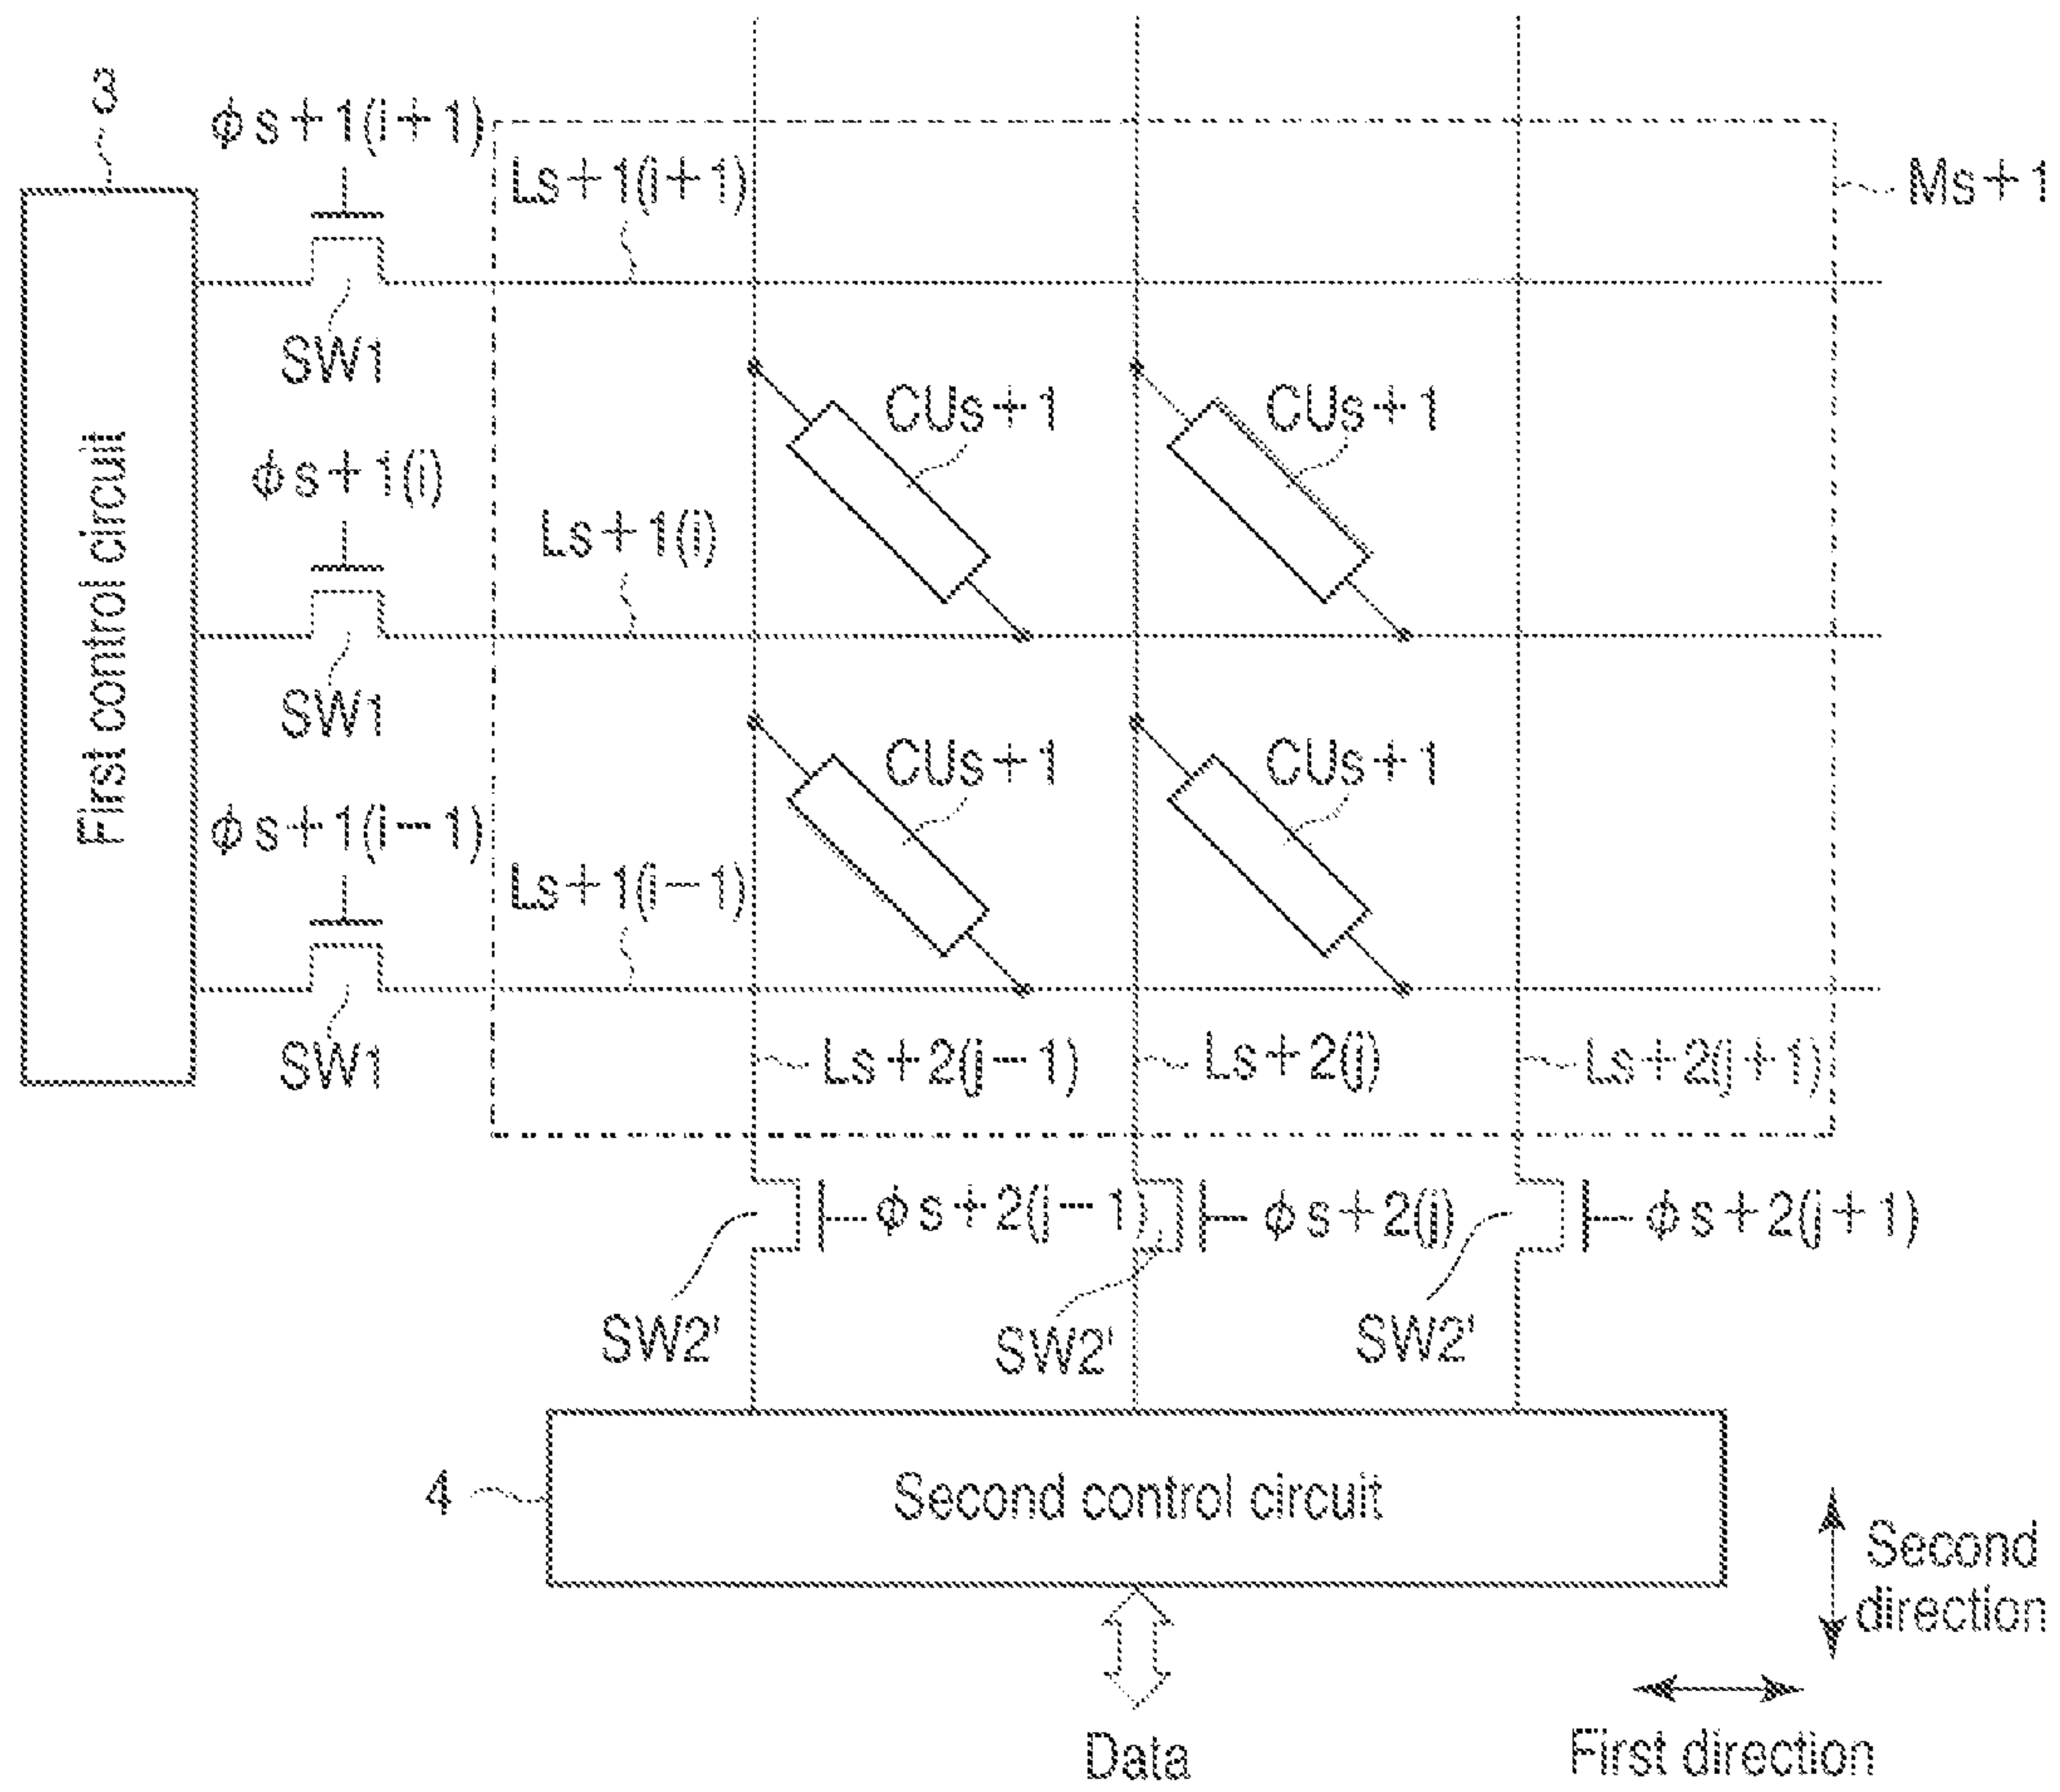 3
ϕs+1(i+1)
Ls+1(i+1)
Ms+1
SW1
CUs+1
CUs+1
ϕs+1(i)
Ls+1(i)
First control circuit
SW1
CUs+1
CUs+1
ϕs+1(i−1)
Ls+1(i−1)
SW1
Ls+2(j−1)
Ls+2(j)
Ls+2(j+1)
ϕs+2(j−1)
ϕs+2(j)
ϕs+2(j+1)
SW2'
SW2'
SW2'
4
Second control circuit
Second
direction
Data
First direction